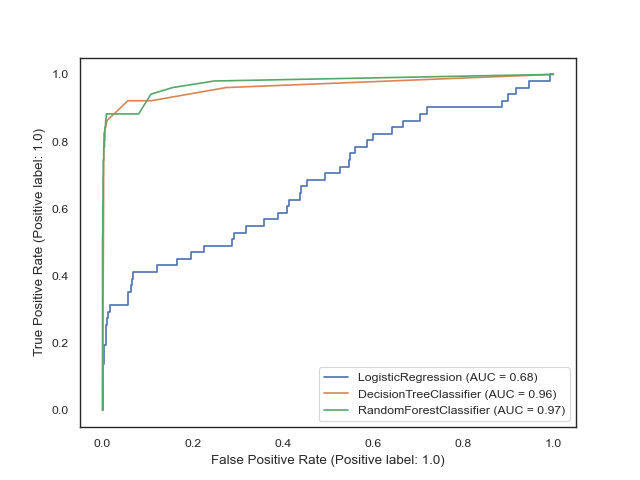 1.0
0.8
0.6
0.4
0.2
0.0
True Positive Rate (Positive label: 1.0)
LogisticRegression (AUC = 0.68)
DecisionTreeClassifier (AUC = 0.96)
RandomForestClassifier (AUC = 0.97)
0.0 0.2 0.4 0.6 0.8 1.0
False Positive Rate (Positive label: 1.0)